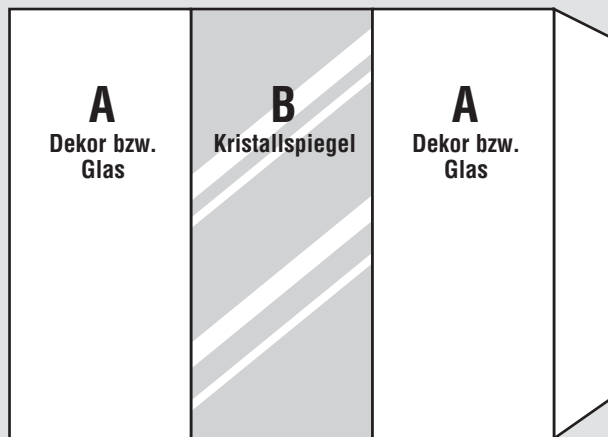 A
Dekor bzw.
Glas
B
Kristallspiegel
A
Dekor bzw.
Glas